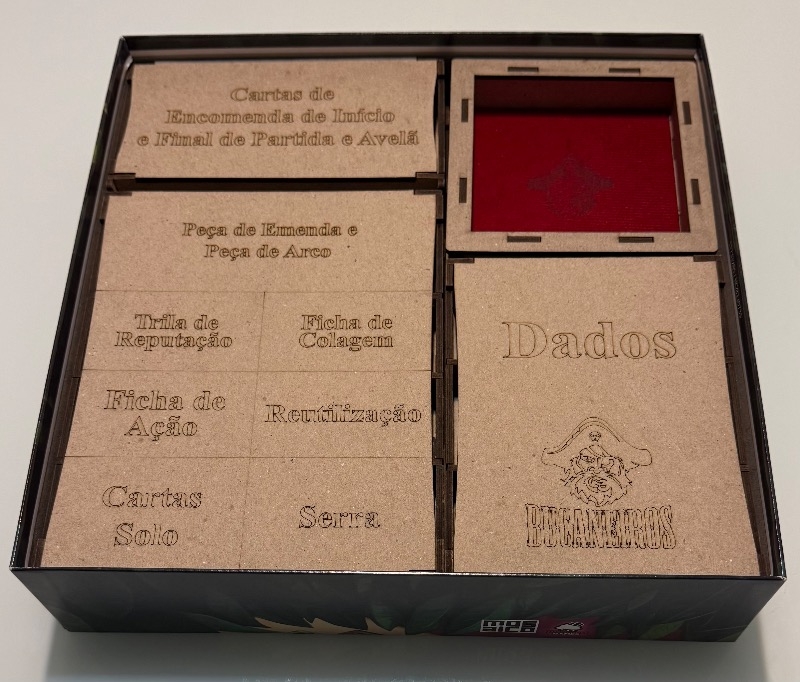 Cartas de
Encomenda de Início
e Final de Partida e Avelã
Peça de Emenda e
Peça de Arco
Trila de
Reputação
Ficha de
Colagem
Ficha de
Ação
Reutilização
Cartas
Solo
Serra
Dados
BUCANEIROS